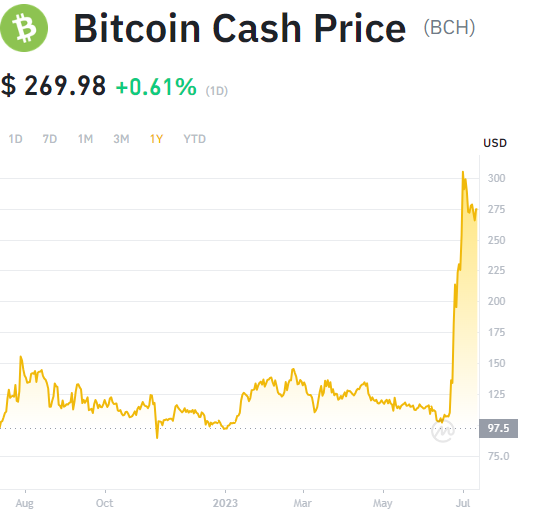 Bitcoin Cash Price (BCH)
$ 269.98 +0.61% (1D)
1D 7D 1M 3M 1Y YTD
USD
300
275
250
225
200
175
150
125
97.5
75.0
Aug Oct 2023 Mar May Jul